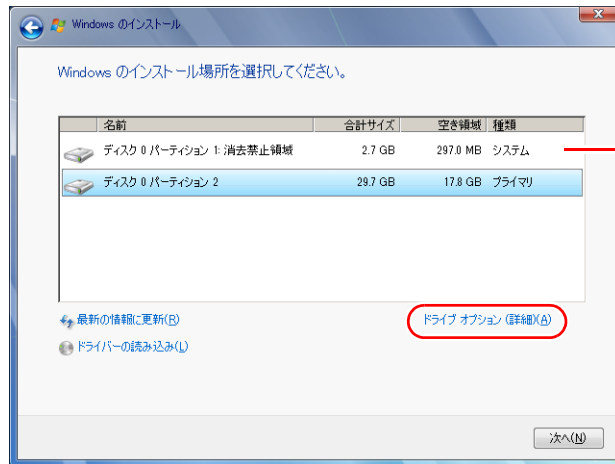 Windows のインストール
Windows のインストール場所を選択してください。
名前 合計サイズ 空き領域 種類
ディスク 0 パーティション 1: 消去禁止領域 2.7 GB 297.0 MB システム
ディスク 0 パーティション 2 29.7 GB 17.8 GB プライマリ
最新の情報に更新(R) ドライブ オプション (詳細)(A)
ドライバーの読み込み(L)
次へ(N)